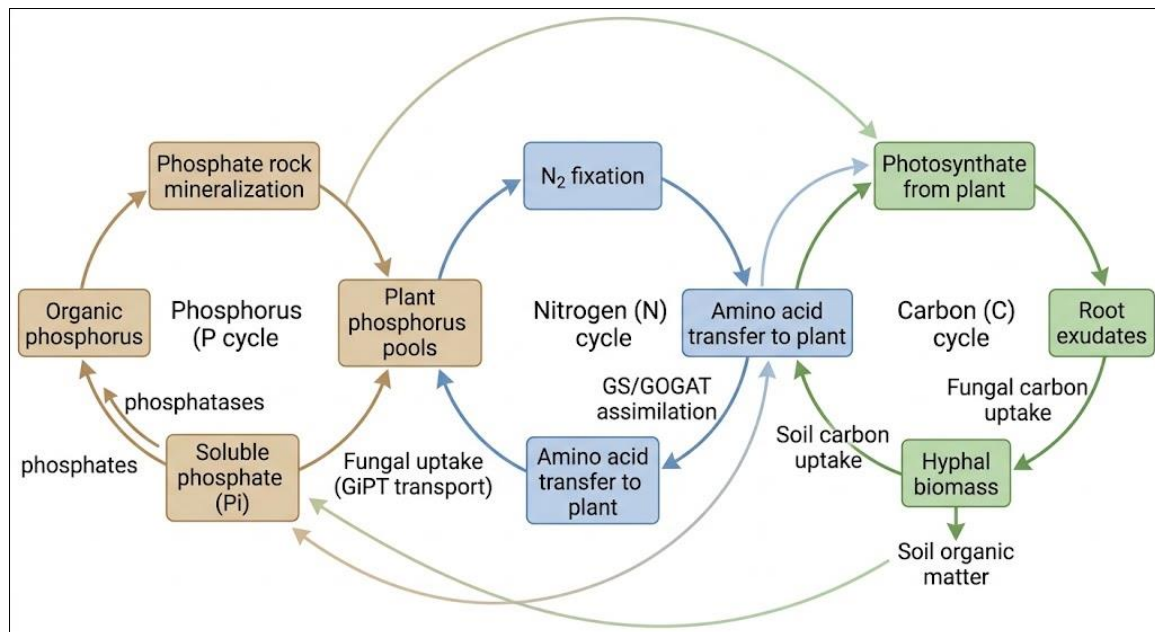 Phosphate rock
mineralization
N₂ fixation
Photosynthate
from plant
Organic
phosphorus
Phosphorus
(P cycle
Plant
phosphorus
pools
Nitrogen (N)
cycle
Amino acid
transfer to plant
Carbon (C)
cycle
Root
exudates
phosphatases
GS/GOGAT
assimilation
Fungal carbon
uptake
phosphates
Soluble
phosphate
(Pi)
Fungal uptake
(GiPT transport)
Amino acid
transfer to
plant
Soil carbon
uptake
Hyphal
biomass
Soil organic
matter